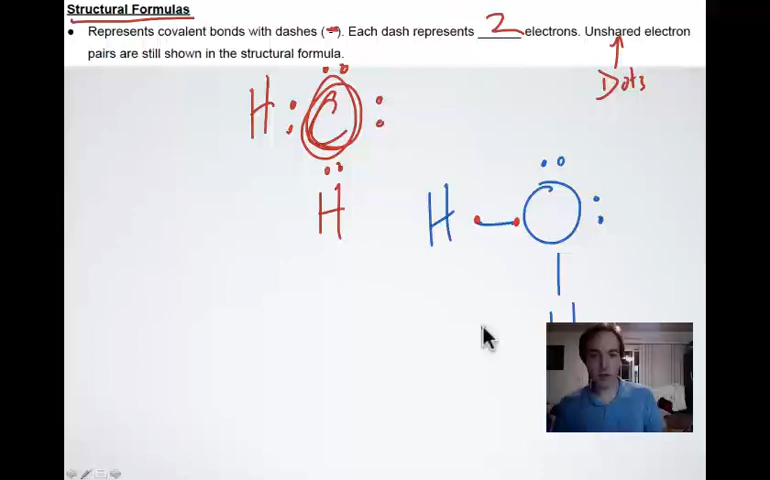 Structural Formulas
● Represents covalent bonds with dashes (-). Each dash represents 2 electrons. Unshared electron
pairs are still shown in the structural formula.
Dots
H
H
H O
H